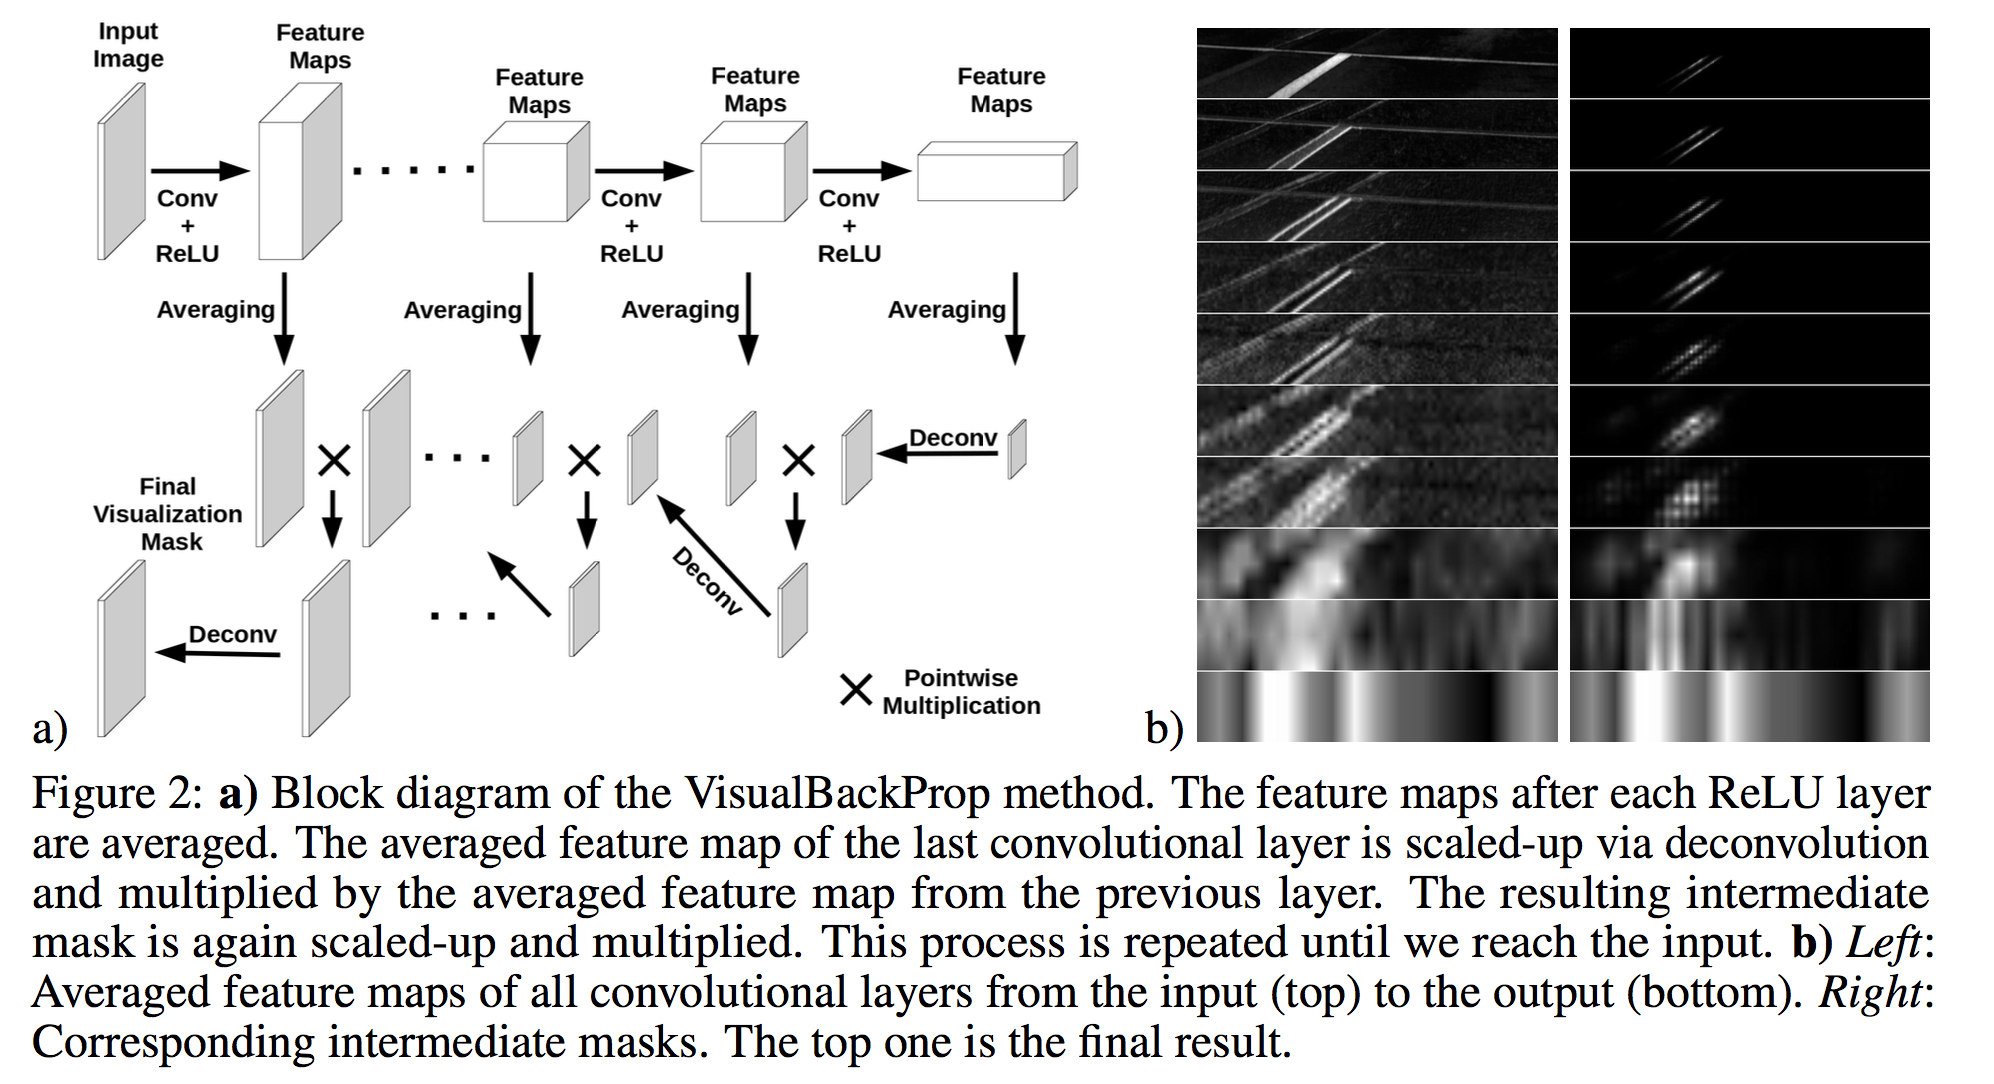 Input
Image
Feature
Maps
Feature
Maps
Feature
Maps
Feature
Maps
Conv
+
ReLU
Conv
+
ReLU
Conv
+
ReLU
Averaging
Averaging
Averaging
Averaging
Deconv
Final
Visualization
Mask
Deconv
Deconv
Pointwise
Multiplication
a)
b)
Figure 2: a) Block diagram of the VisualBackProp method. The feature maps after each ReLU layer
are averaged. The averaged feature map of the last convolutional layer is scaled-up via deconvolution
and multiplied by the averaged feature map from the previous layer. The resulting intermediate
mask is again scaled-up and multiplied. This process is repeated until we reach the input. b) Left:
Averaged feature maps of all convolutional layers from the input (top) to the output (bottom). Right:
Corresponding intermediate masks. The top one is the final result.